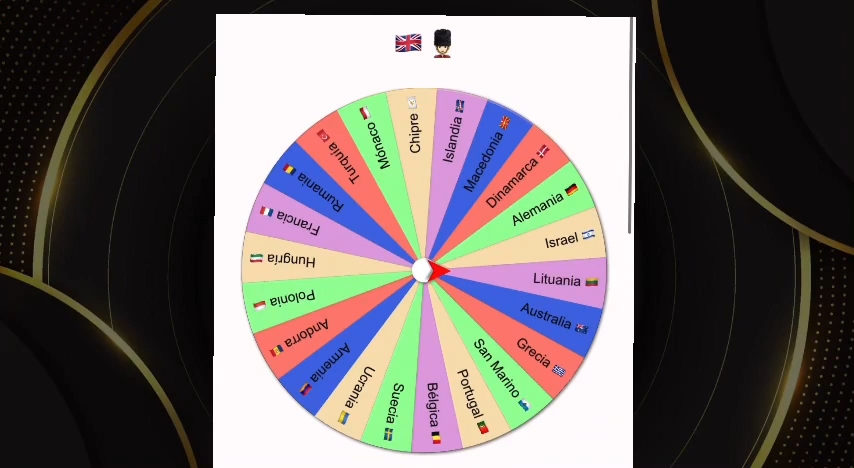 Chipre
Islandia
Macedonia
Dinamarca
Alemania
Israel
Lituania
Australia
Grecia
San Marino
Portugal
Bélgica
Suecia
Ucrania
Armenia
Andorra
Polonia
Hungría
Francia
Rumania
Turquía
Mónaco